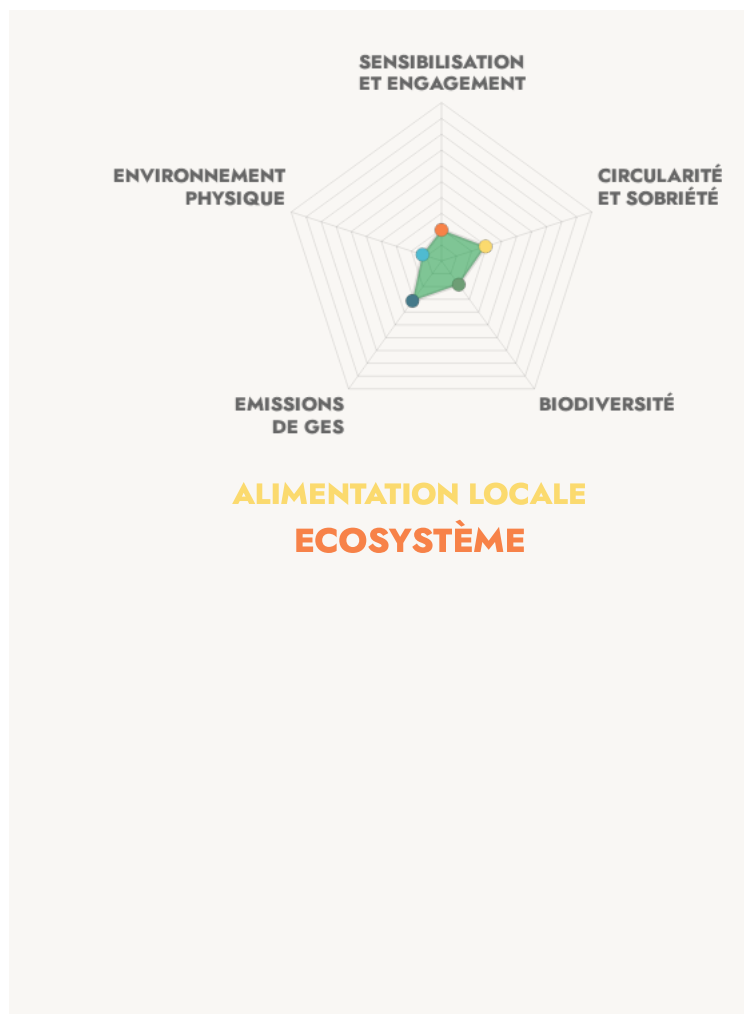 SENSIBILISATION
ET ENGAGEMENT
ENVIRONNEMENT
PHYSIQUE
CIRCULARITÉ
ET SOBRIÉTÉ
EMISSIONS
DE GES
BIODIVERSITÉ
ALIMENTATION LOCALE
ECOSYSTÈME